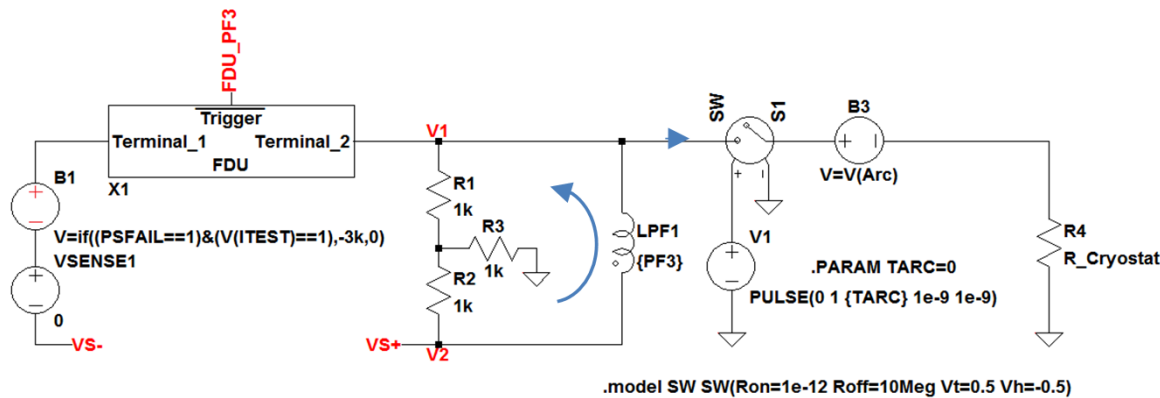 FDU_PF3
Trigger
Terminal_1 Terminal_2
FDU
X1
B1
V=if((PSFAIL==1)&(V(ITEST)==1),-3k,0)
VSENSE1
0
VS-
V1
R1
1k
R3
1k
R2
1k
VS+
V2
LPF1
{PF3}
SW
S1
B3
V=V(Arc)
V1
.PARAM TARC=0
PULSE(0 1 {TARC} 1e-9 1e-9)
R4
R_Cryostat
.model SW SW(Ron=1e-12 Roff=10Meg Vt=0.5 Vh=-0.5)